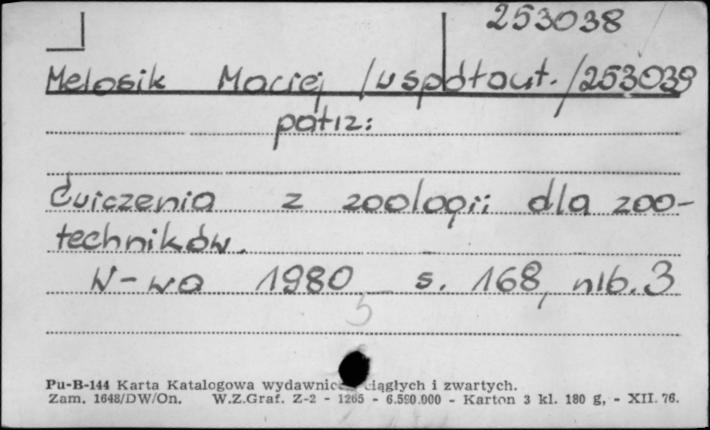 253038
Melosik Maciej /współaut./253039
patrz:
Ćwiczenia z zoologii dla zoo-
techników.
W-wa 1980 s. 168, nlb. 3
5
Pu-B-144 Karta Katalogowa ciągłych i zwartych.
Zam. 1648/DW/On. W.Z.Graf. Z-2 - 1265 - 6.590.000 - Karton 3 kl. 180 g, - XII. 76.